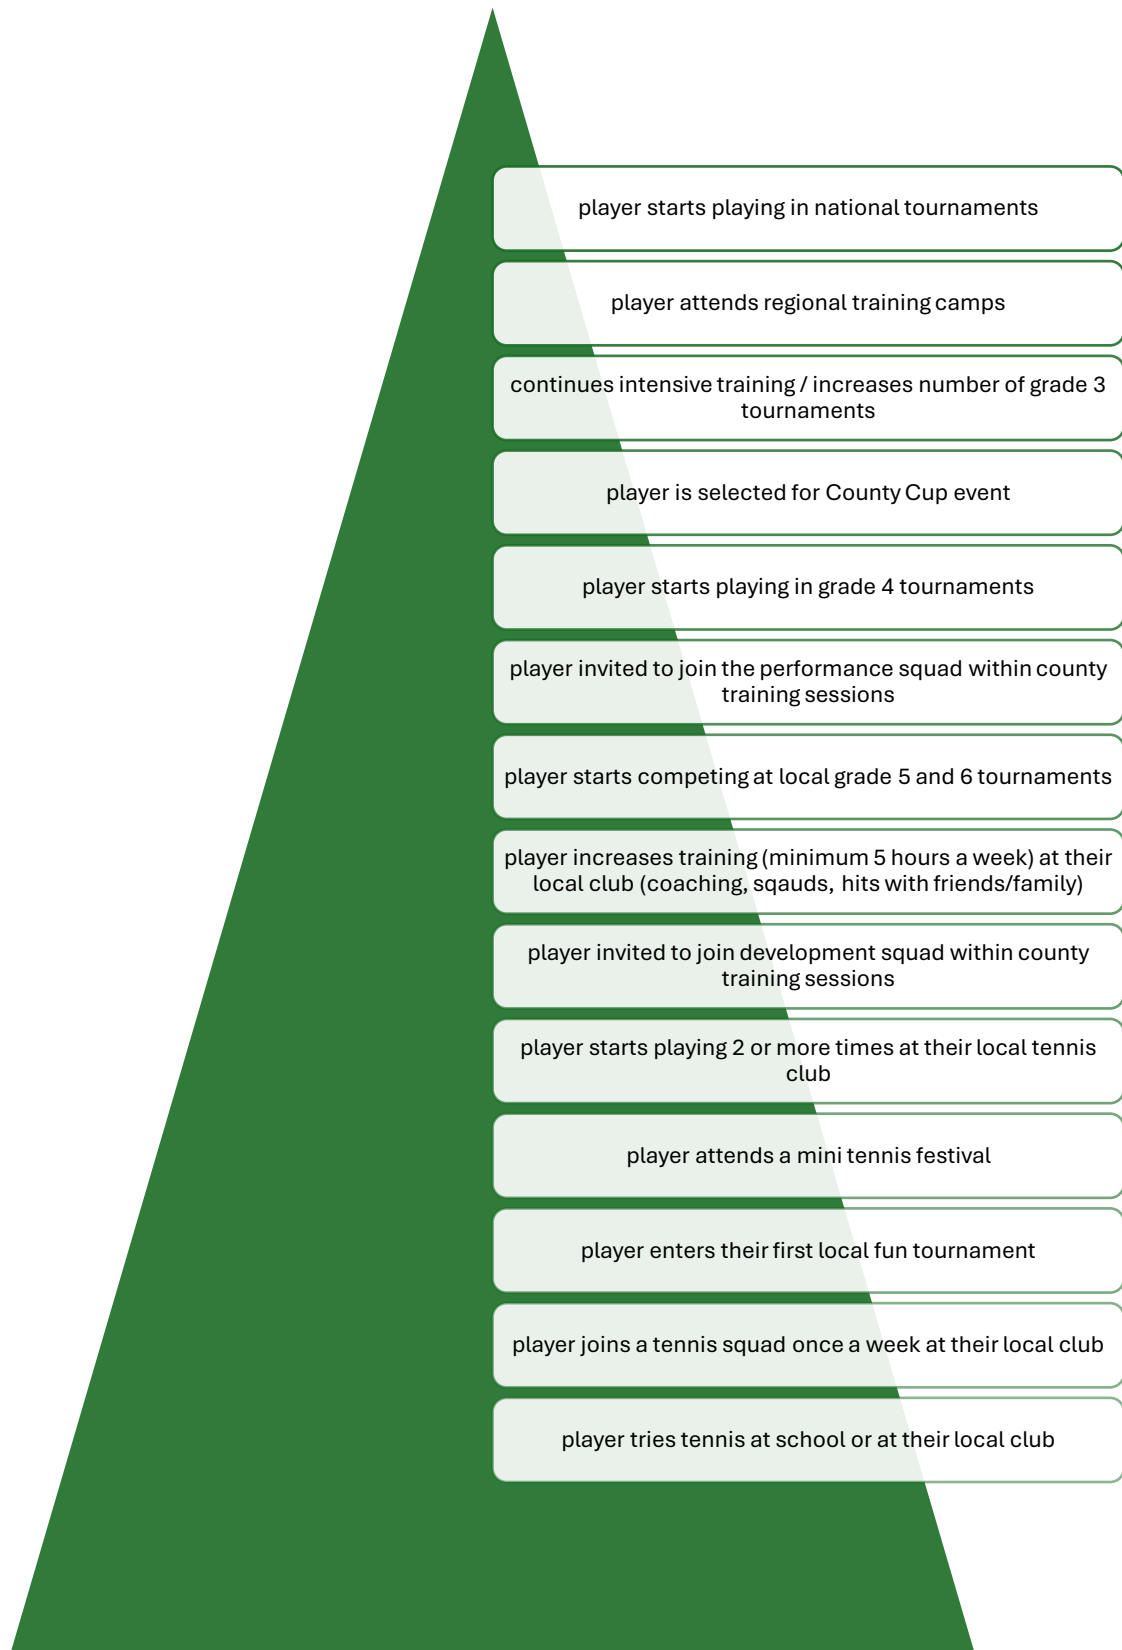 player starts playing in national tournaments
player attends regional training camps
continues intensive training / increases number of grade 3
tournaments
player is selected for County Cup event
player starts playing in grade 4 tournaments
player invited to join the performance squad within county
training sessions
player starts competing at local grade 5 and 6 tournaments
player increases training (minimum 5 hours a week) at their
local club (coaching, sqauds, hits with friends/family)
player invited to join development squad within county
training sessions
player starts playing 2 or more times at their local tennis
club
player attends a mini tennis festival
player enters their first local fun tournament
player joins a tennis squad once a week at their local club
player tries tennis at school or at their local club